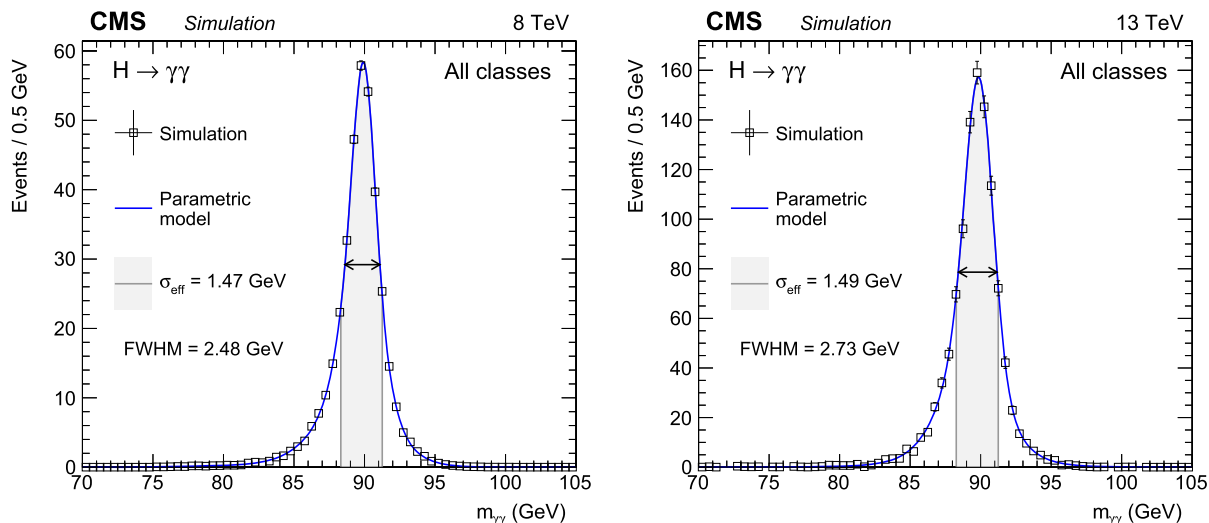 CMS Simulation 8 TeV
H → γγ
All classes
Simulation
Parametric
model
σeff = 1.47 GeV
FWHM = 2.48 GeV
Events / 0.5 GeV
60
50
40
30
20
10
0
70 75 80 85 90 95 100 105
mγγ (GeV)
CMS Simulation 13 TeV
H → γγ
All classes
Simulation
Parametric
model
σeff = 1.49 GeV
FWHM = 2.73 GeV
Events / 0.5 GeV
160
140
120
100
80
60
40
20
0
70 75 80 85 90 95 100 105
mγγ (GeV)